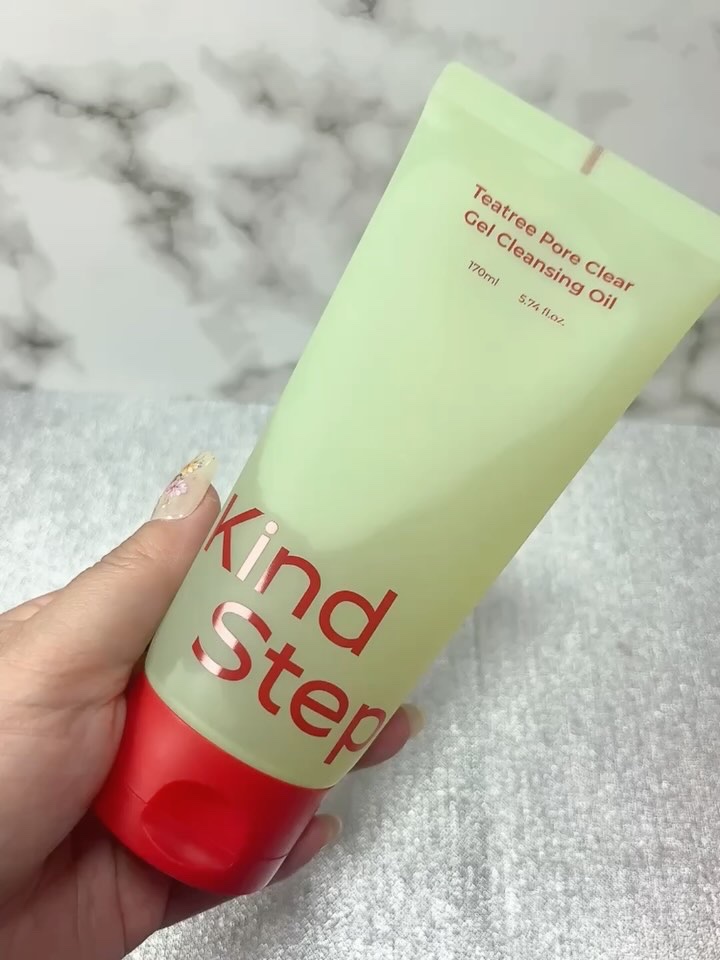 Teatree Pore Clear
Gel Cleansing Oil
170ml 5.74 fl.oz.
Kind
Step